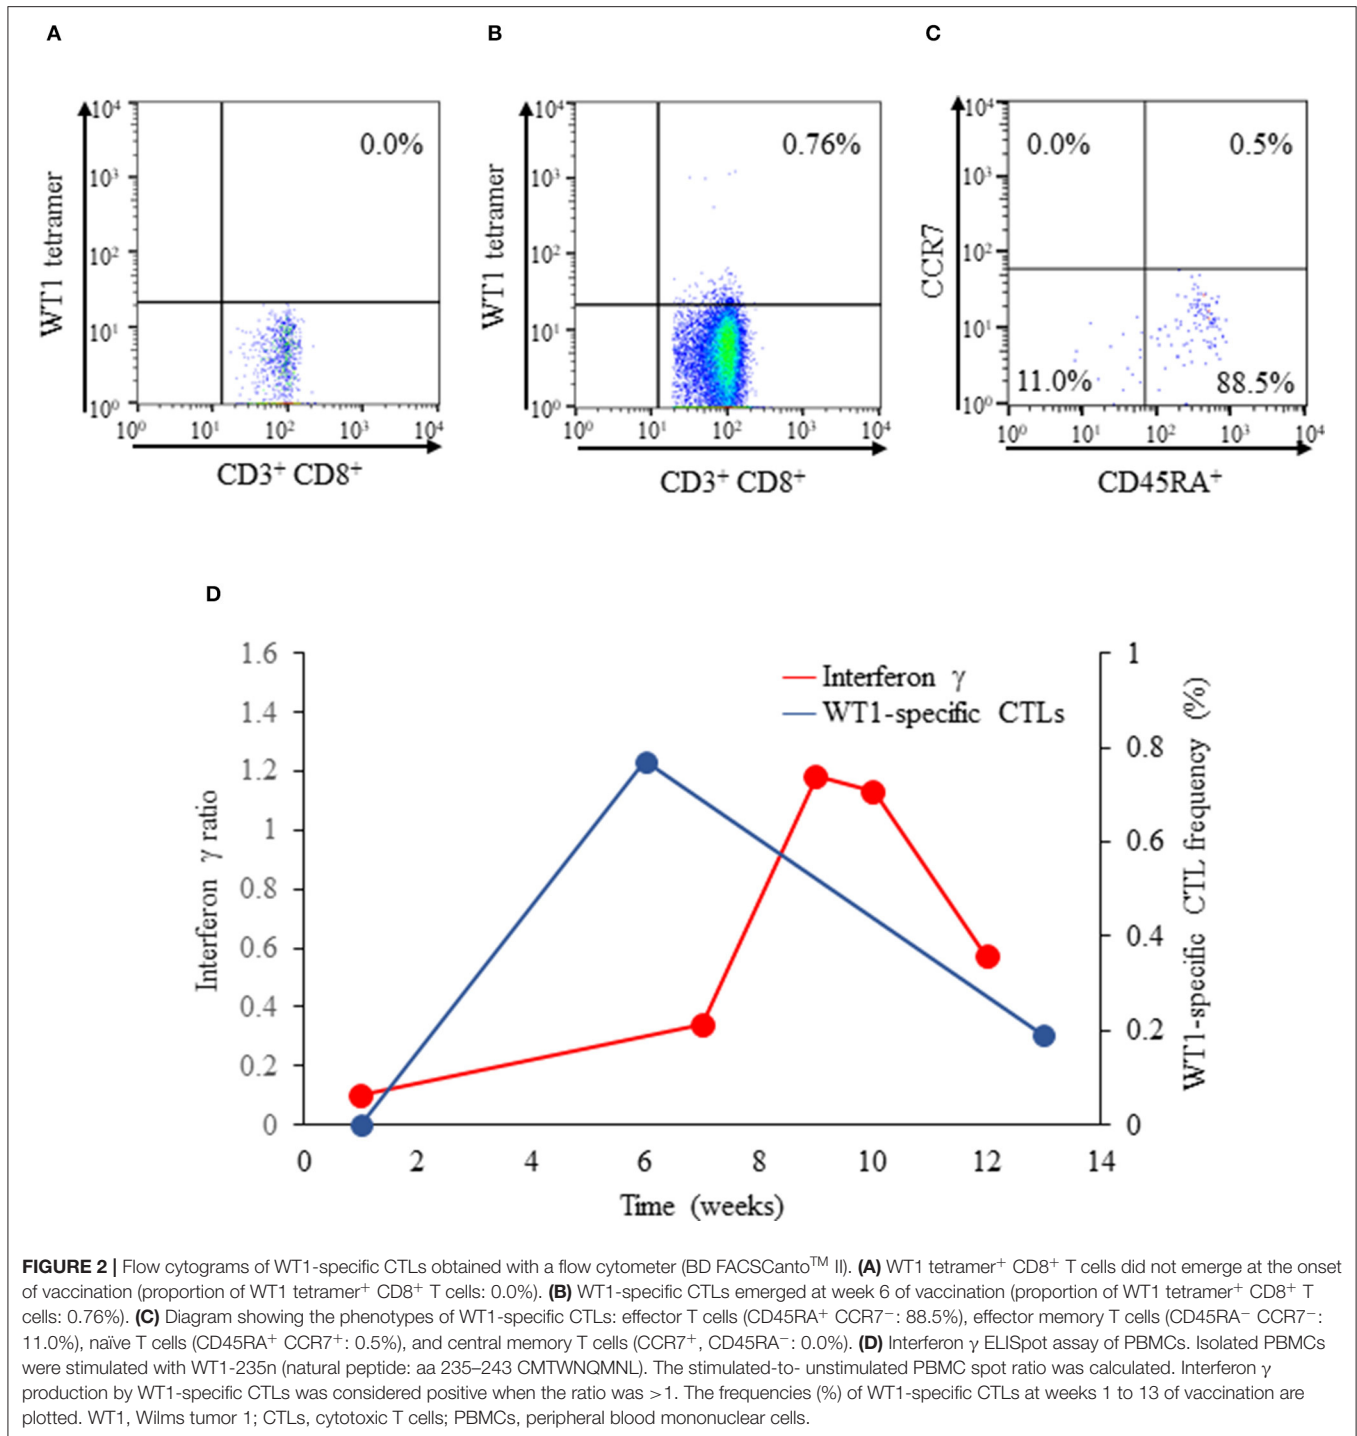 A
B
C
WT1 tetramer
10⁴
10³
10²
10¹
10⁰
0.0%
10⁰ 10¹ 10² 10³ 10⁴
CD3⁺ CD8⁺
WT1 tetramer
10⁴
10³
10²
10¹
10⁰
0.76%
10⁰ 10¹ 10² 10³ 10⁴
CD3⁺ CD8⁺
CCR7
10⁴
10³
10²
10¹
10⁰
0.0% 0.5%
11.0% 88.5%
10⁰ 10¹ 10² 10³ 10⁴
CD45RA⁺
D
Interferon γ ratio
1.6
1.4
1.2
1
0.8
0.6
0.4
0.2
0
Interferon γ
WT1-specific CTLs
1
0.8
0.6
0.4
0.2
0
WT1-specific CTL frequency (%)
0 2 4 6 8 10 12 14
Time (weeks)
FIGURE 2 | Flow cytograms of WT1-specific CTLs obtained with a flow cytometer (BD FACSCanto™ II). (A) WT1 tetramer⁺ CD8⁺ T cells did not emerge at the onset
of vaccination (proportion of WT1 tetramer⁺ CD8⁺ T cells: 0.0%). (B) WT1-specific CTLs emerged at week 6 of vaccination (proportion of WT1 tetramer⁺ CD8⁺ T
cells: 0.76%). (C) Diagram showing the phenotypes of WT1-specific CTLs: effector T cells (CD45RA⁺ CCR7⁻: 88.5%), effector memory T cells (CD45RA⁻ CCR7⁻:
11.0%), naïve T cells (CD45RA⁺ CCR7⁺: 0.5%), and central memory T cells (CCR7⁺, CD45RA⁻: 0.0%). (D) Interferon γ ELISpot assay of PBMCs. Isolated PBMCs
were stimulated with WT1-235n (natural peptide: aa 235–243 CMTWNQMNL). The stimulated-to- unstimulated PBMC spot ratio was calculated. Interferon γ
production by WT1-specific CTLs was considered positive when the ratio was >1. The frequencies (%) of WT1-specific CTLs at weeks 1 to 13 of vaccination are
plotted. WT1, Wilms tumor 1; CTLs, cytotoxic T cells; PBMCs, peripheral blood mononuclear cells.